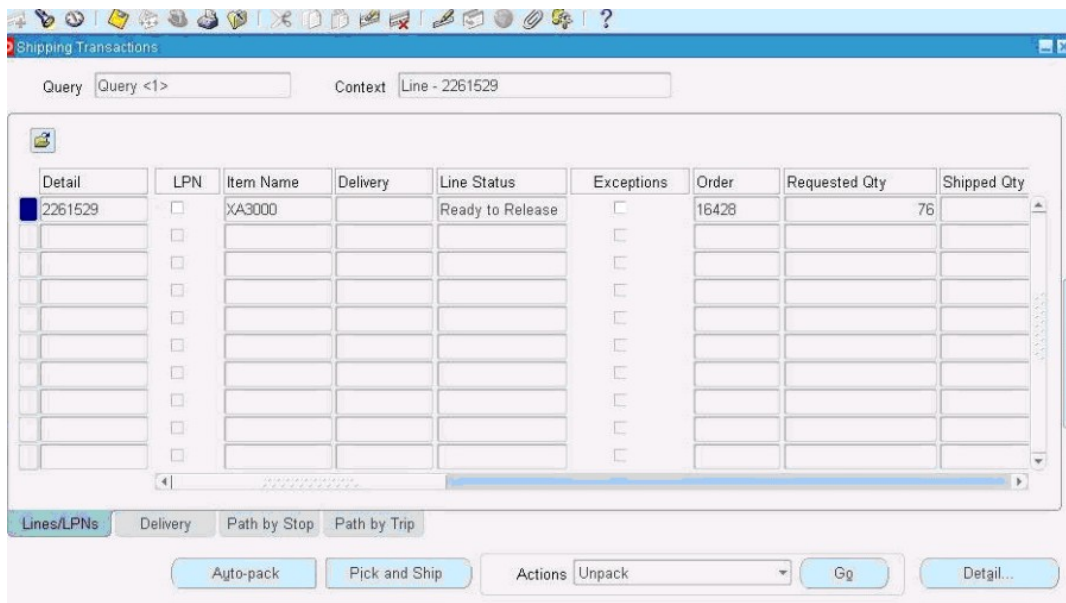 Shipping Transactions
Query Query <1> Context Line - 2261529
Detail LPN Item Name Delivery Line Status Exceptions Order Requested Qty Shipped Qty
2261529 XA3000 Ready to Release 16428 76
Lines/LPNs Delivery Path by Stop Path by Trip
Auto-pack Pick and Ship Actions Unpack Go Detail...